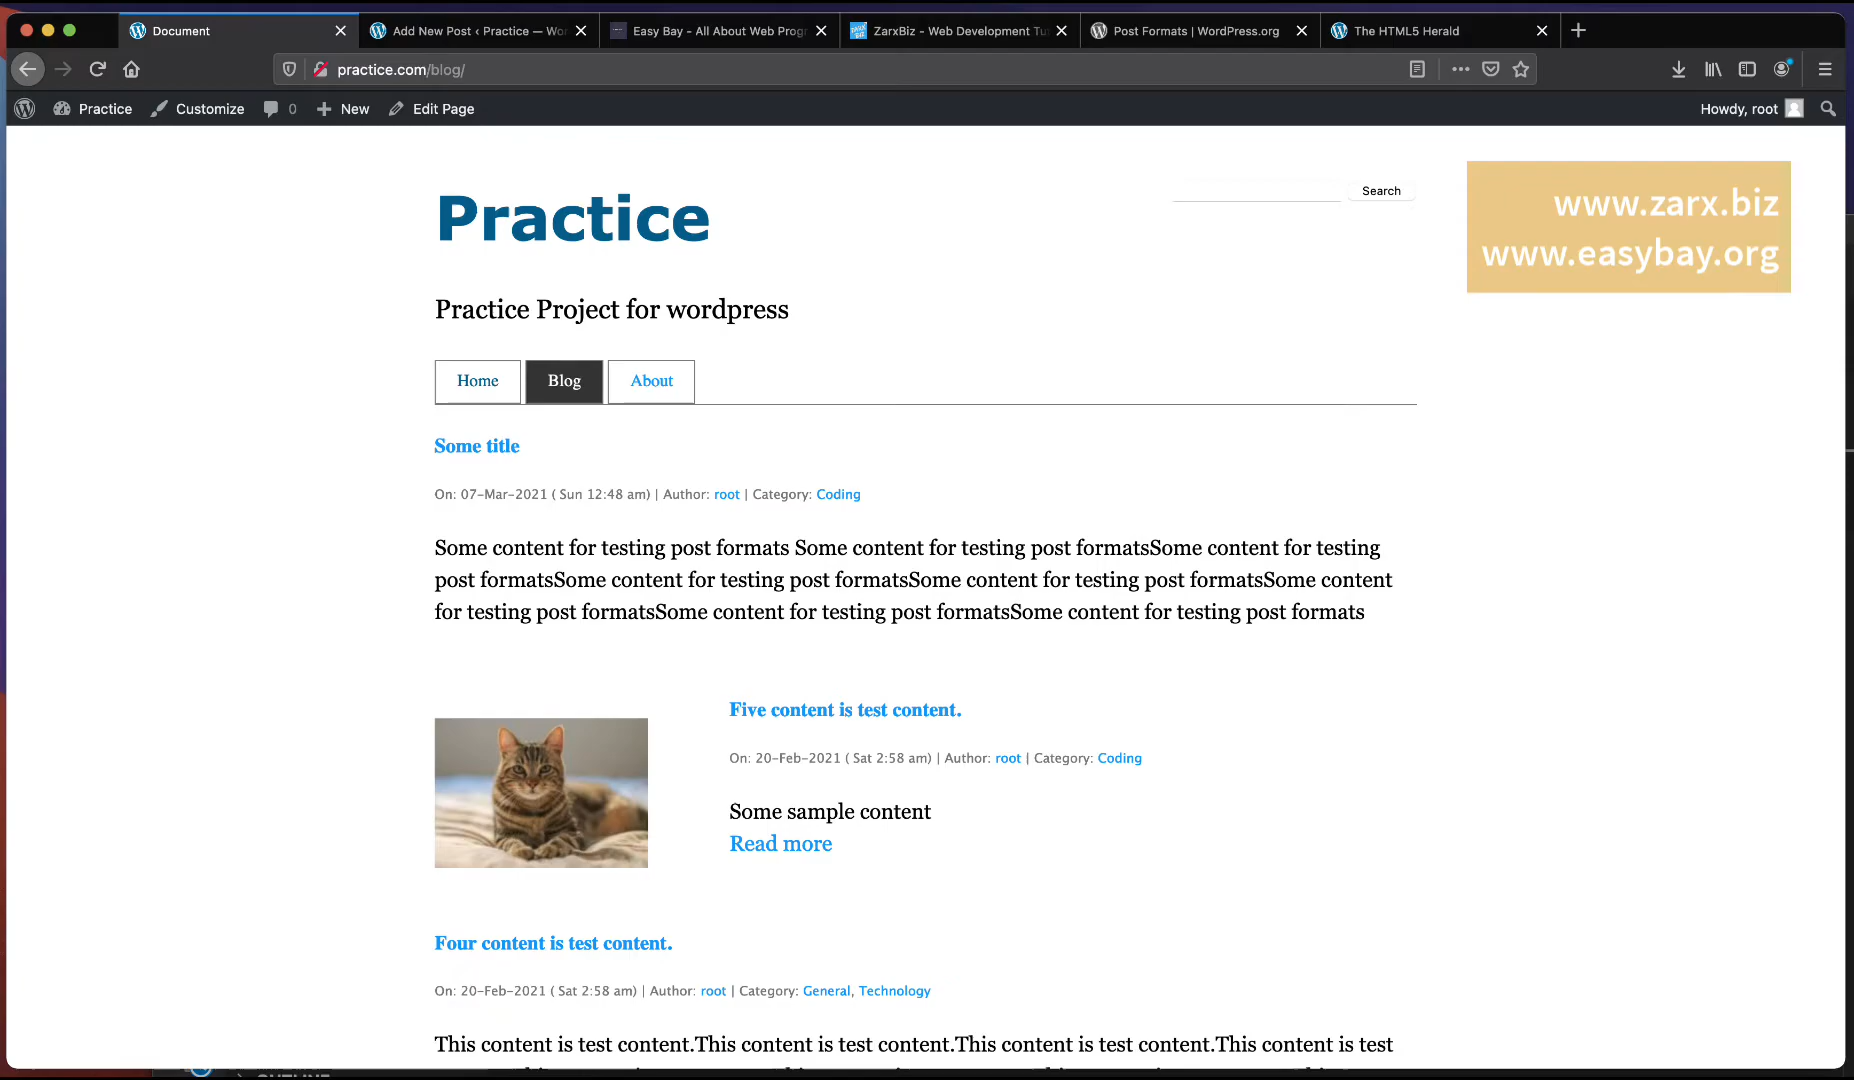 Document
Add New Post ‹ Practice — Wor
Easy Bay - All About Web Progr
ZarxBiz - Web Development Tu
Post Formats | WordPress.org
The HTML5 Herald
practice.com/blog/
Practice
Customize
0
New
Edit Page
Howdy, root
Practice
Search
www.zarx.biz
www.easybay.org
Practice Project for wordpress
Home
Blog
About
Some title
On: 07-Mar-2021 ( Sun 12:48 am) | Author: root | Category: Coding
Some content for testing post formats Some content for testing post formatsSome content for testing
post formatsSome content for testing post formatsSome content for testing post formatsSome content
for testing post formatsSome content for testing post formatsSome content for testing post formats
Five content is test content.
On: 20-Feb-2021 ( Sat 2:58 am) | Author: root | Category: Coding
Some sample content
Read more
Four content is test content.
On: 20-Feb-2021 ( Sat 2:58 am) | Author: root | Category: General, Technology
This content is test content.This content is test content.This content is test content.This content is test